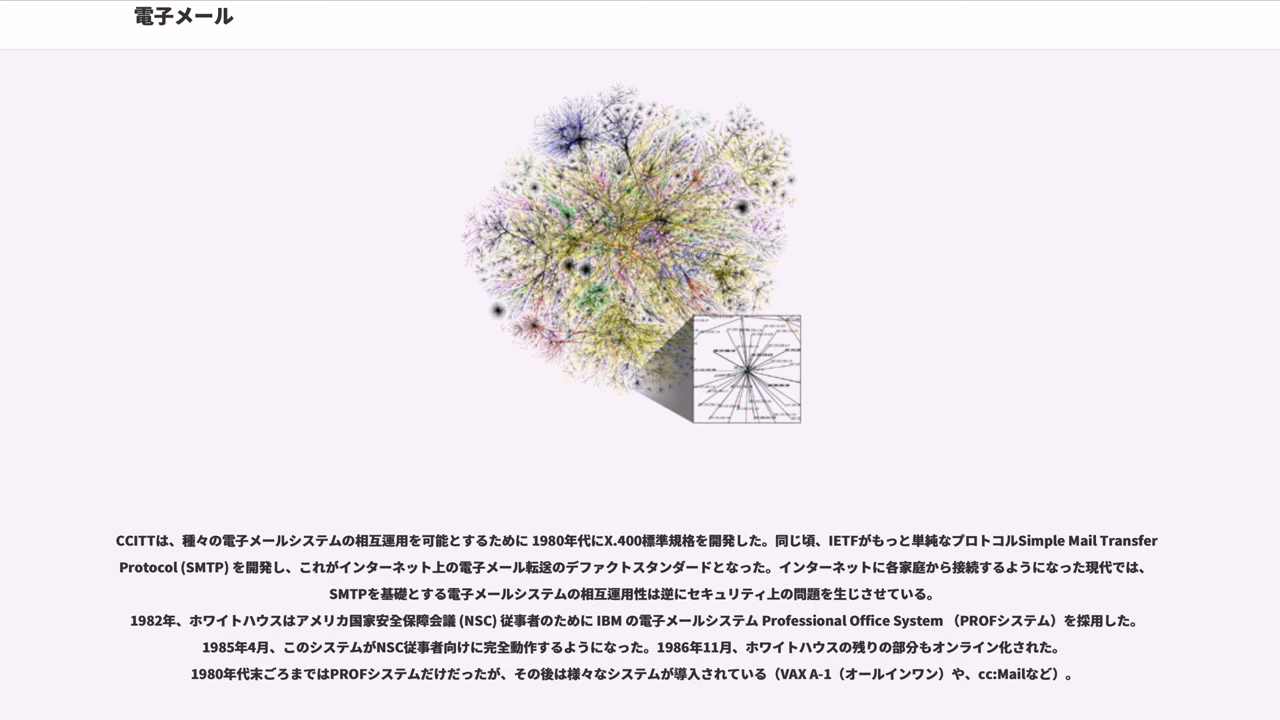 電子メール
CCITTは、種々の電子メールシステムの相互運用を可能とするために 1980年代にX.400標準規格を開発した。同じ頃、IETFがもっと単純なプロトコルSimple Mail Transfer
Protocol (SMTP) を開発し、これがインターネット上の電子メール転送のデファクトスタンダードとなった。インターネットに各家庭から接続するようになった現代では、
SMTPを基礎とする電子メールシステムの相互運用性は逆にセキュリティ上の問題を生じさせている。
1982年、ホワイトハウスはアメリカ国家安全保障会議 (NSC) 従事者のために IBM の電子メールシステム Professional Office System （PROFシステム）を採用した。
1985年4月、このシステムがNSC従事者向けに完全動作するようになった。1986年11月、ホワイトハウスの残りの部分もオンライン化された。
1980年代末ごろまではPROFシステムだけだったが、その後は様々なシステムが導入されている（VAX A-1（オールインワン）や、cc:Mailなど）。